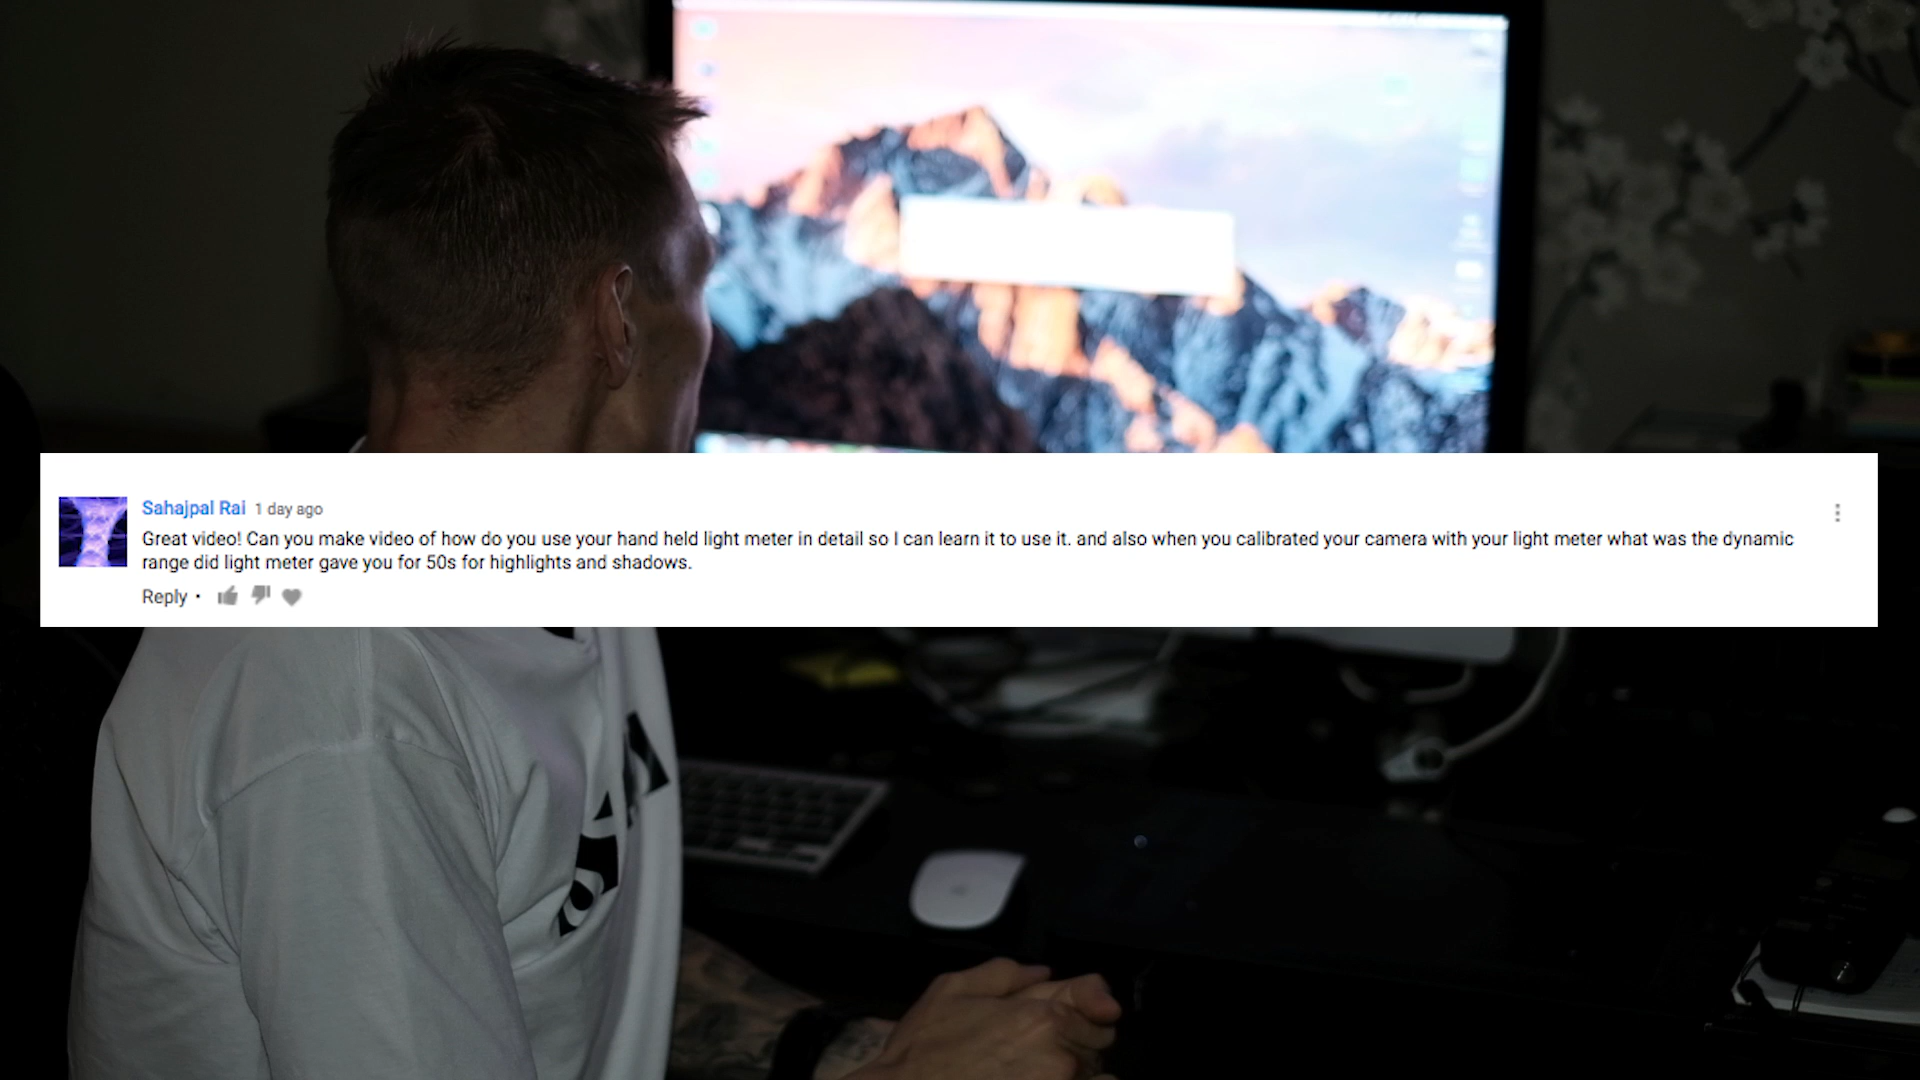 Sahajpal Rai 1 day ago
Great video! Can you make video of how do you use your hand held light meter in detail so I can learn it to use it. and also when you calibrated your camera with your light meter what was the dynamic
range did light meter gave you for 50s for highlights and shadows.
Reply •